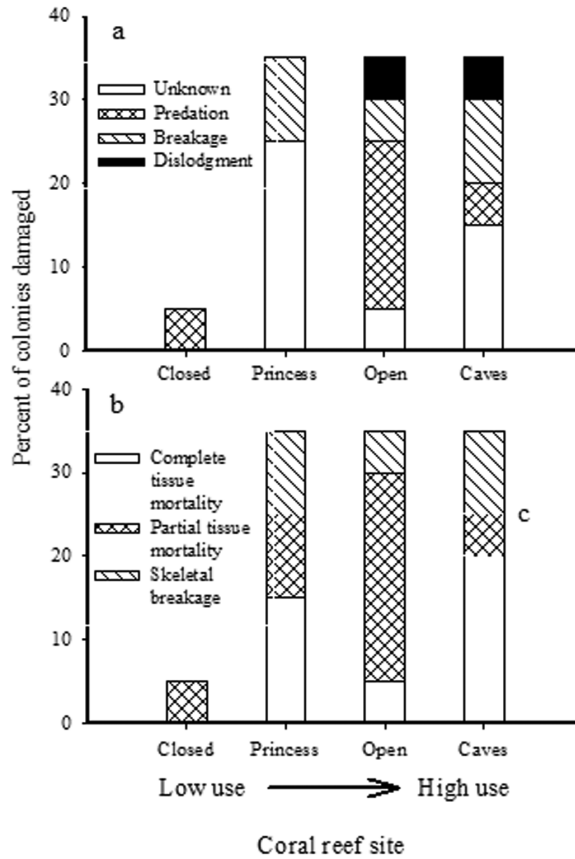 40
a
Unknown
30
Predation
Breakage
Dislodgment
20
10
0
Closed Princess Open Caves
Percent of colonies damaged
40
b
Complete
tissue
mortality
30
c
Partial tissue
mortality
20
Skeletal
breakage
10
0
Closed Princess Open Caves
Low use High use
Coral reef site